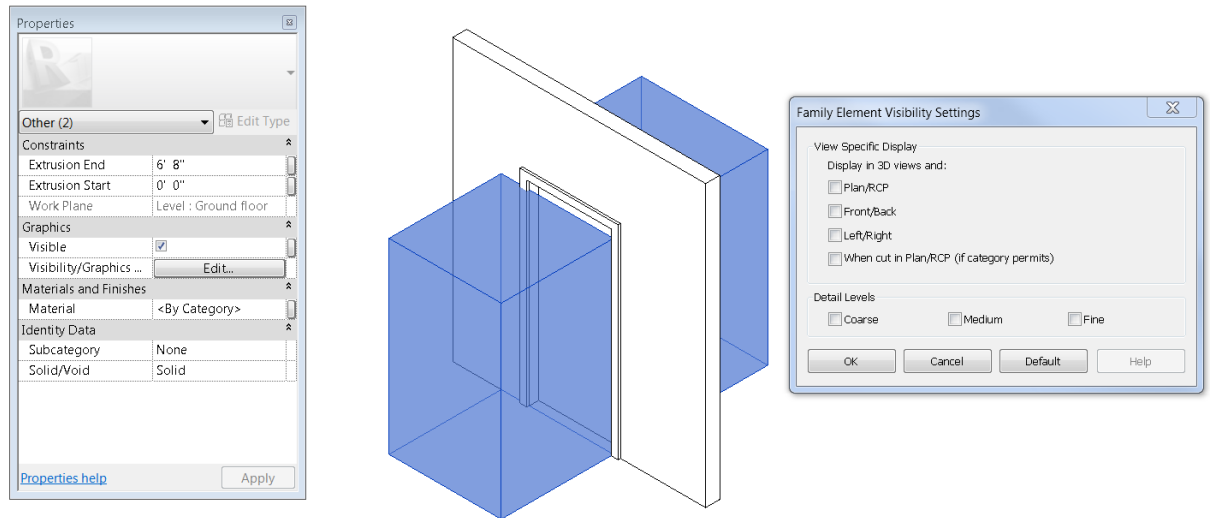 Properties
Other (2)
Edit Type
Constraints
Extrusion End 6' 8"
Extrusion Start 0' 0"
Work Plane Level : Ground floor
Graphics
Visible
Visibility/Graphics ... Edit...
Materials and Finishes
Material <By Category>
Identity Data
Subcategory None
Solid/Void Solid
Properties help
Apply
Family Element Visibility Settings
View Specific Display
Display in 3D views and:
Plan/RCP
Front/Back
Left/Right
When cut in Plan/RCP (if category permits)
Detail Levels
Coarse Medium Fine
OK Cancel Default Help